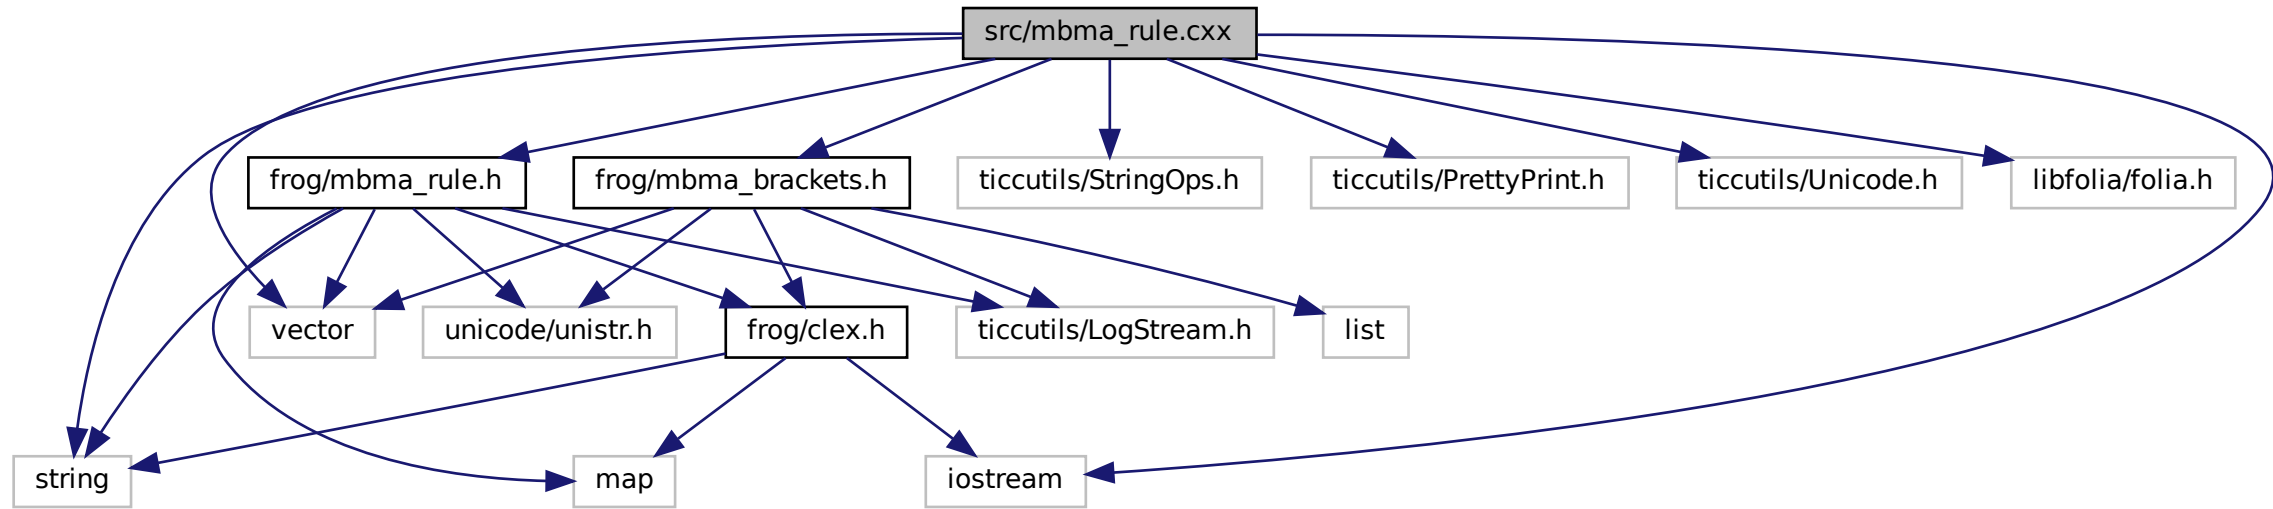 src/mbma_rule.cxx
frog/mbma_rule.h
frog/mbma_brackets.h
ticcutils/StringOps.h
ticcutils/PrettyPrint.h
ticcutils/Unicode.h
libfolia/folia.h
vector
unicode/unistr.h
frog/clex.h
ticcutils/LogStream.h
list
string
map
iostream